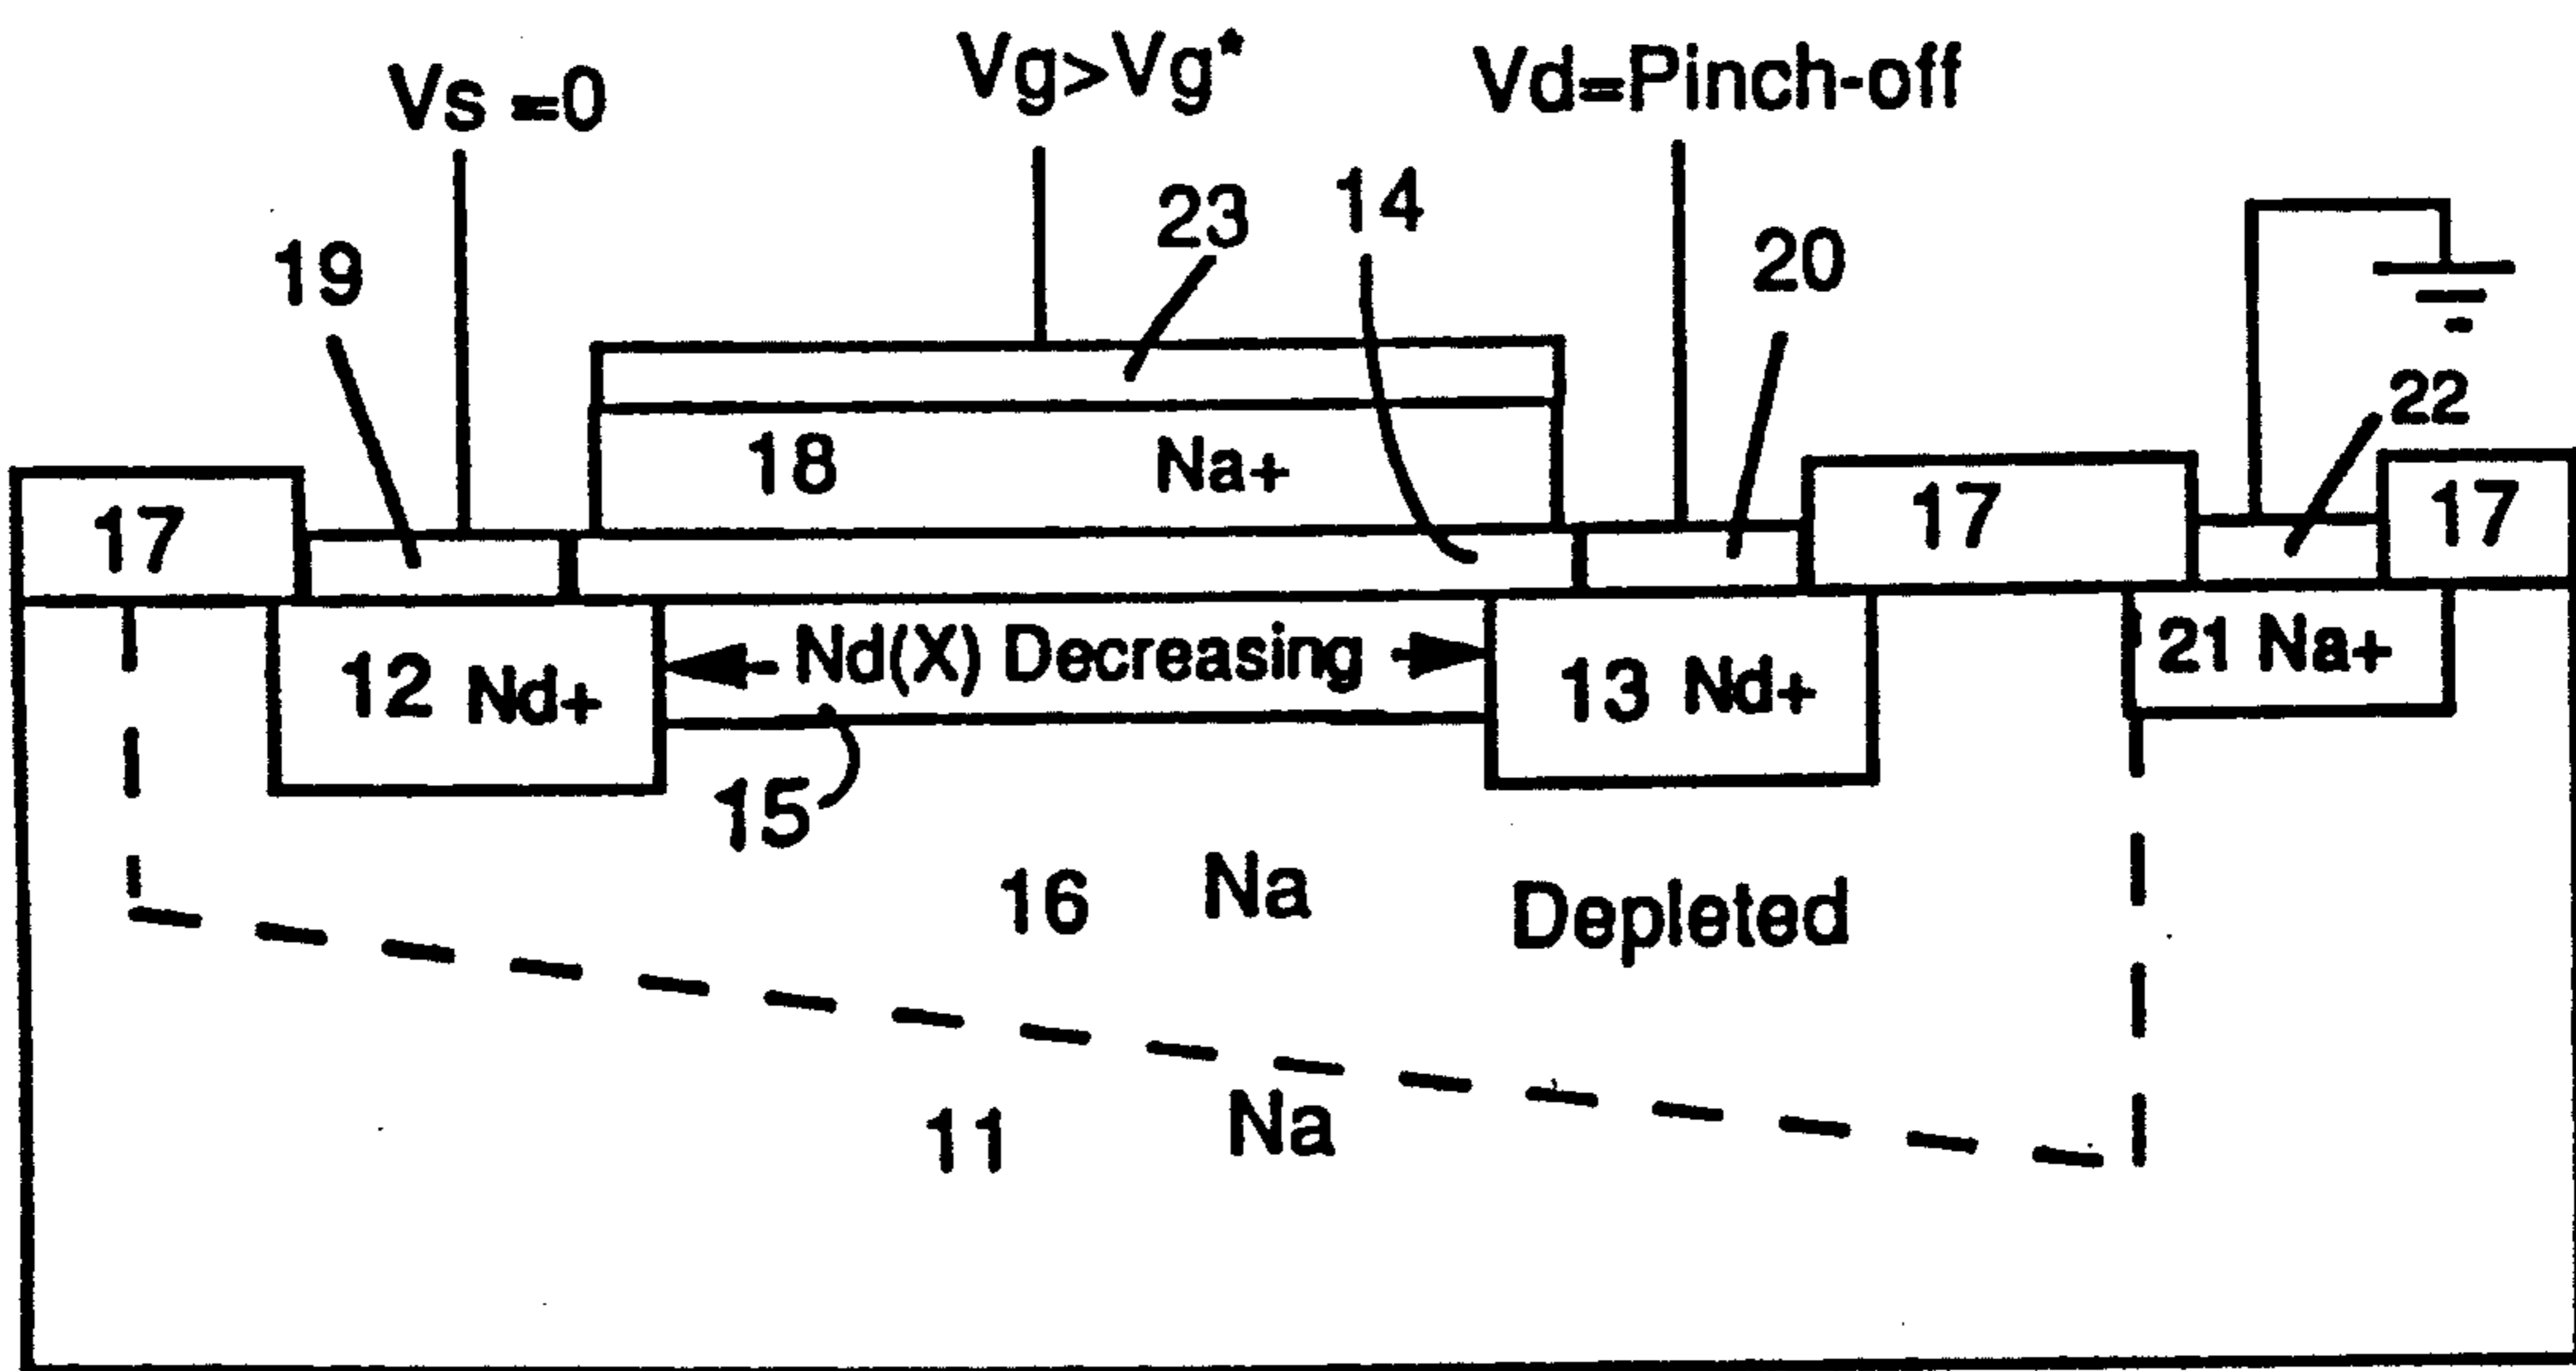 Vs =0
Vg>Vg*
Vd=Pinch-off
19
23
14
20
22
17
18 Na+
17
17
12 Nd+
Nd(X) Decreasing
13 Nd+
21 Na+
15
16 Na Depleted
11 Na